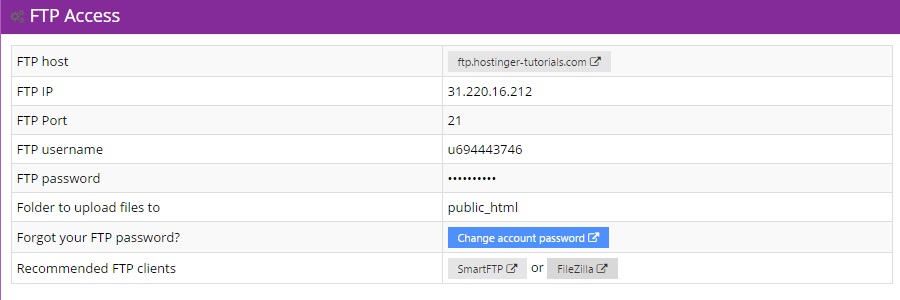 FTP Access
FTP host ftp.hostinger-tutorials.com
FTP IP 31.220.16.212
FTP Port 21
FTP username u694443746
FTP password ••••••••••
Folder to upload files to public_html
Forgot your FTP password? Change account password
Recommended FTP clients SmartFTP or FileZilla